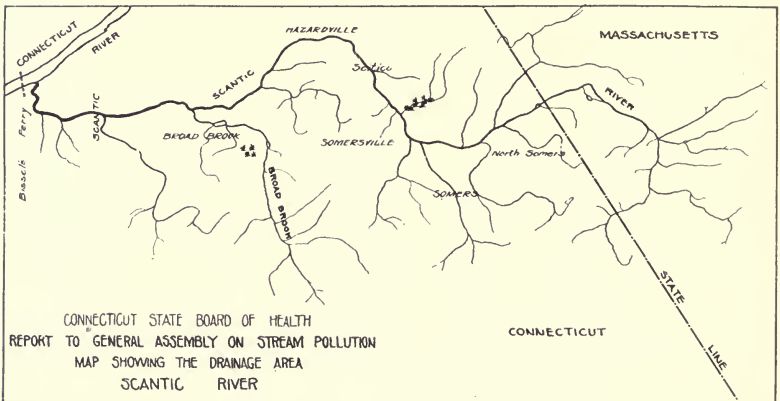 CONNECTICUT
RIVER
HAZARDVILLE
MASSACHUSETTS
Scitico
SCANTIC
RIVER
Bissels Ferry
SCANTIC
BROAD BROOK
SOMERSVILLE
North Somers
BROAD BROOK
SOMERS
STATE
LINE
CONNECTICUT
CONNECTICUT STATE BOARD OF HEALTH
REPORT TO GENERAL ASSEMBLY ON STREAM POLLUTION
MAP SHOWING THE DRAINAGE AREA
SCANTIC RIVER